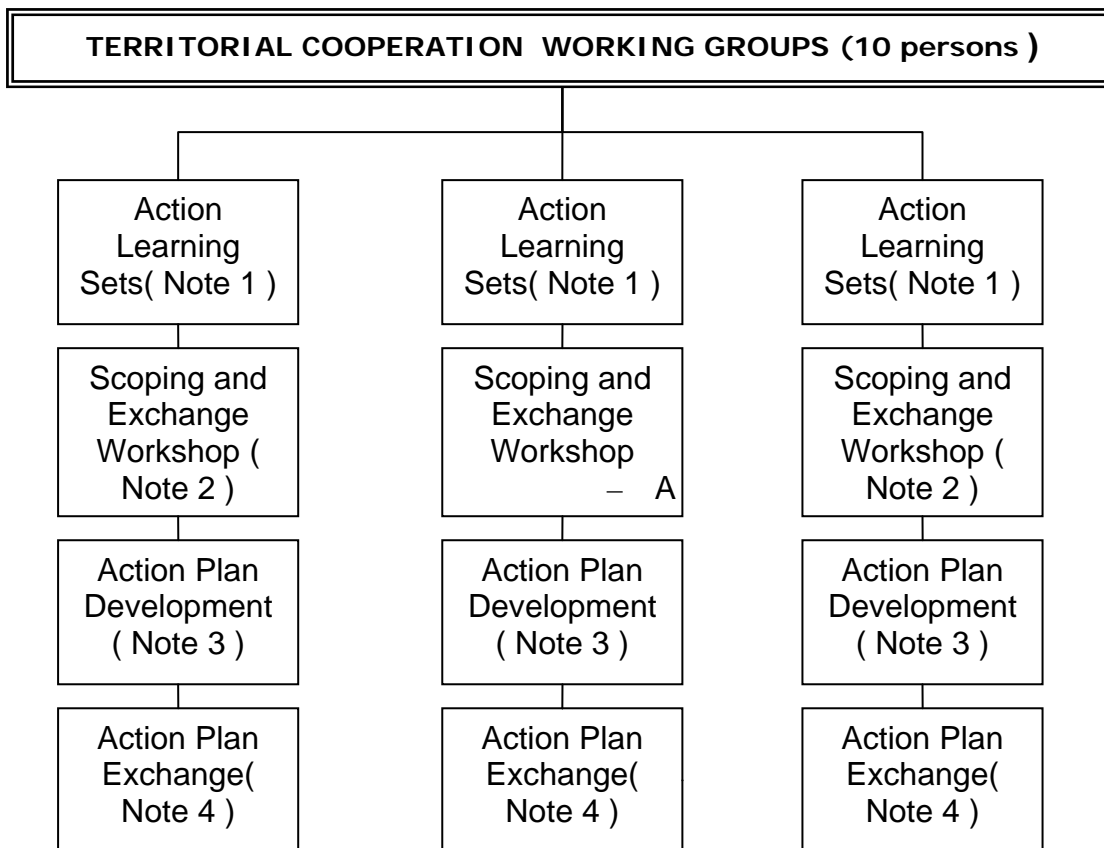 TERRITORIAL COOPERATION WORKING GROUPS (10 persons )
Action
Learning
Sets( Note 1 )
Action
Learning
Sets( Note 1 )
Action
Learning
Sets( Note 1 )
Scoping and
Exchange
Workshop (
Note 2 )
Scoping and
Exchange
Workshop
– A
Scoping and
Exchange
Workshop (
Note 2 )
Action Plan
Development
( Note 3 )
Action Plan
Development
( Note 3 )
Action Plan
Development
( Note 3 )
Action Plan
Exchange(
Note 4 )
Action Plan
Exchange(
Note 4 )
Action Plan
Exchange(
Note 4 )